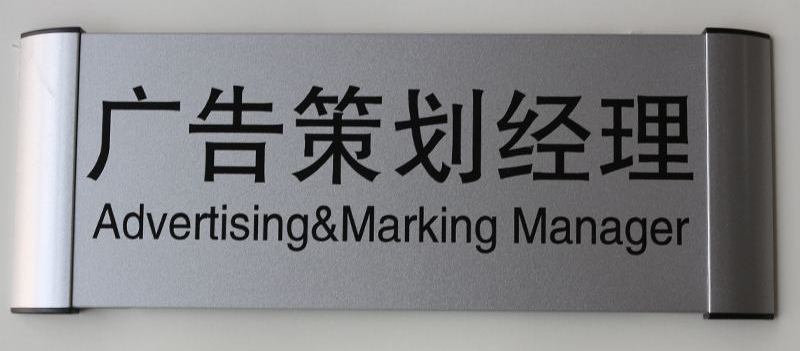 广告策划经理
Advertising&Marking Manager